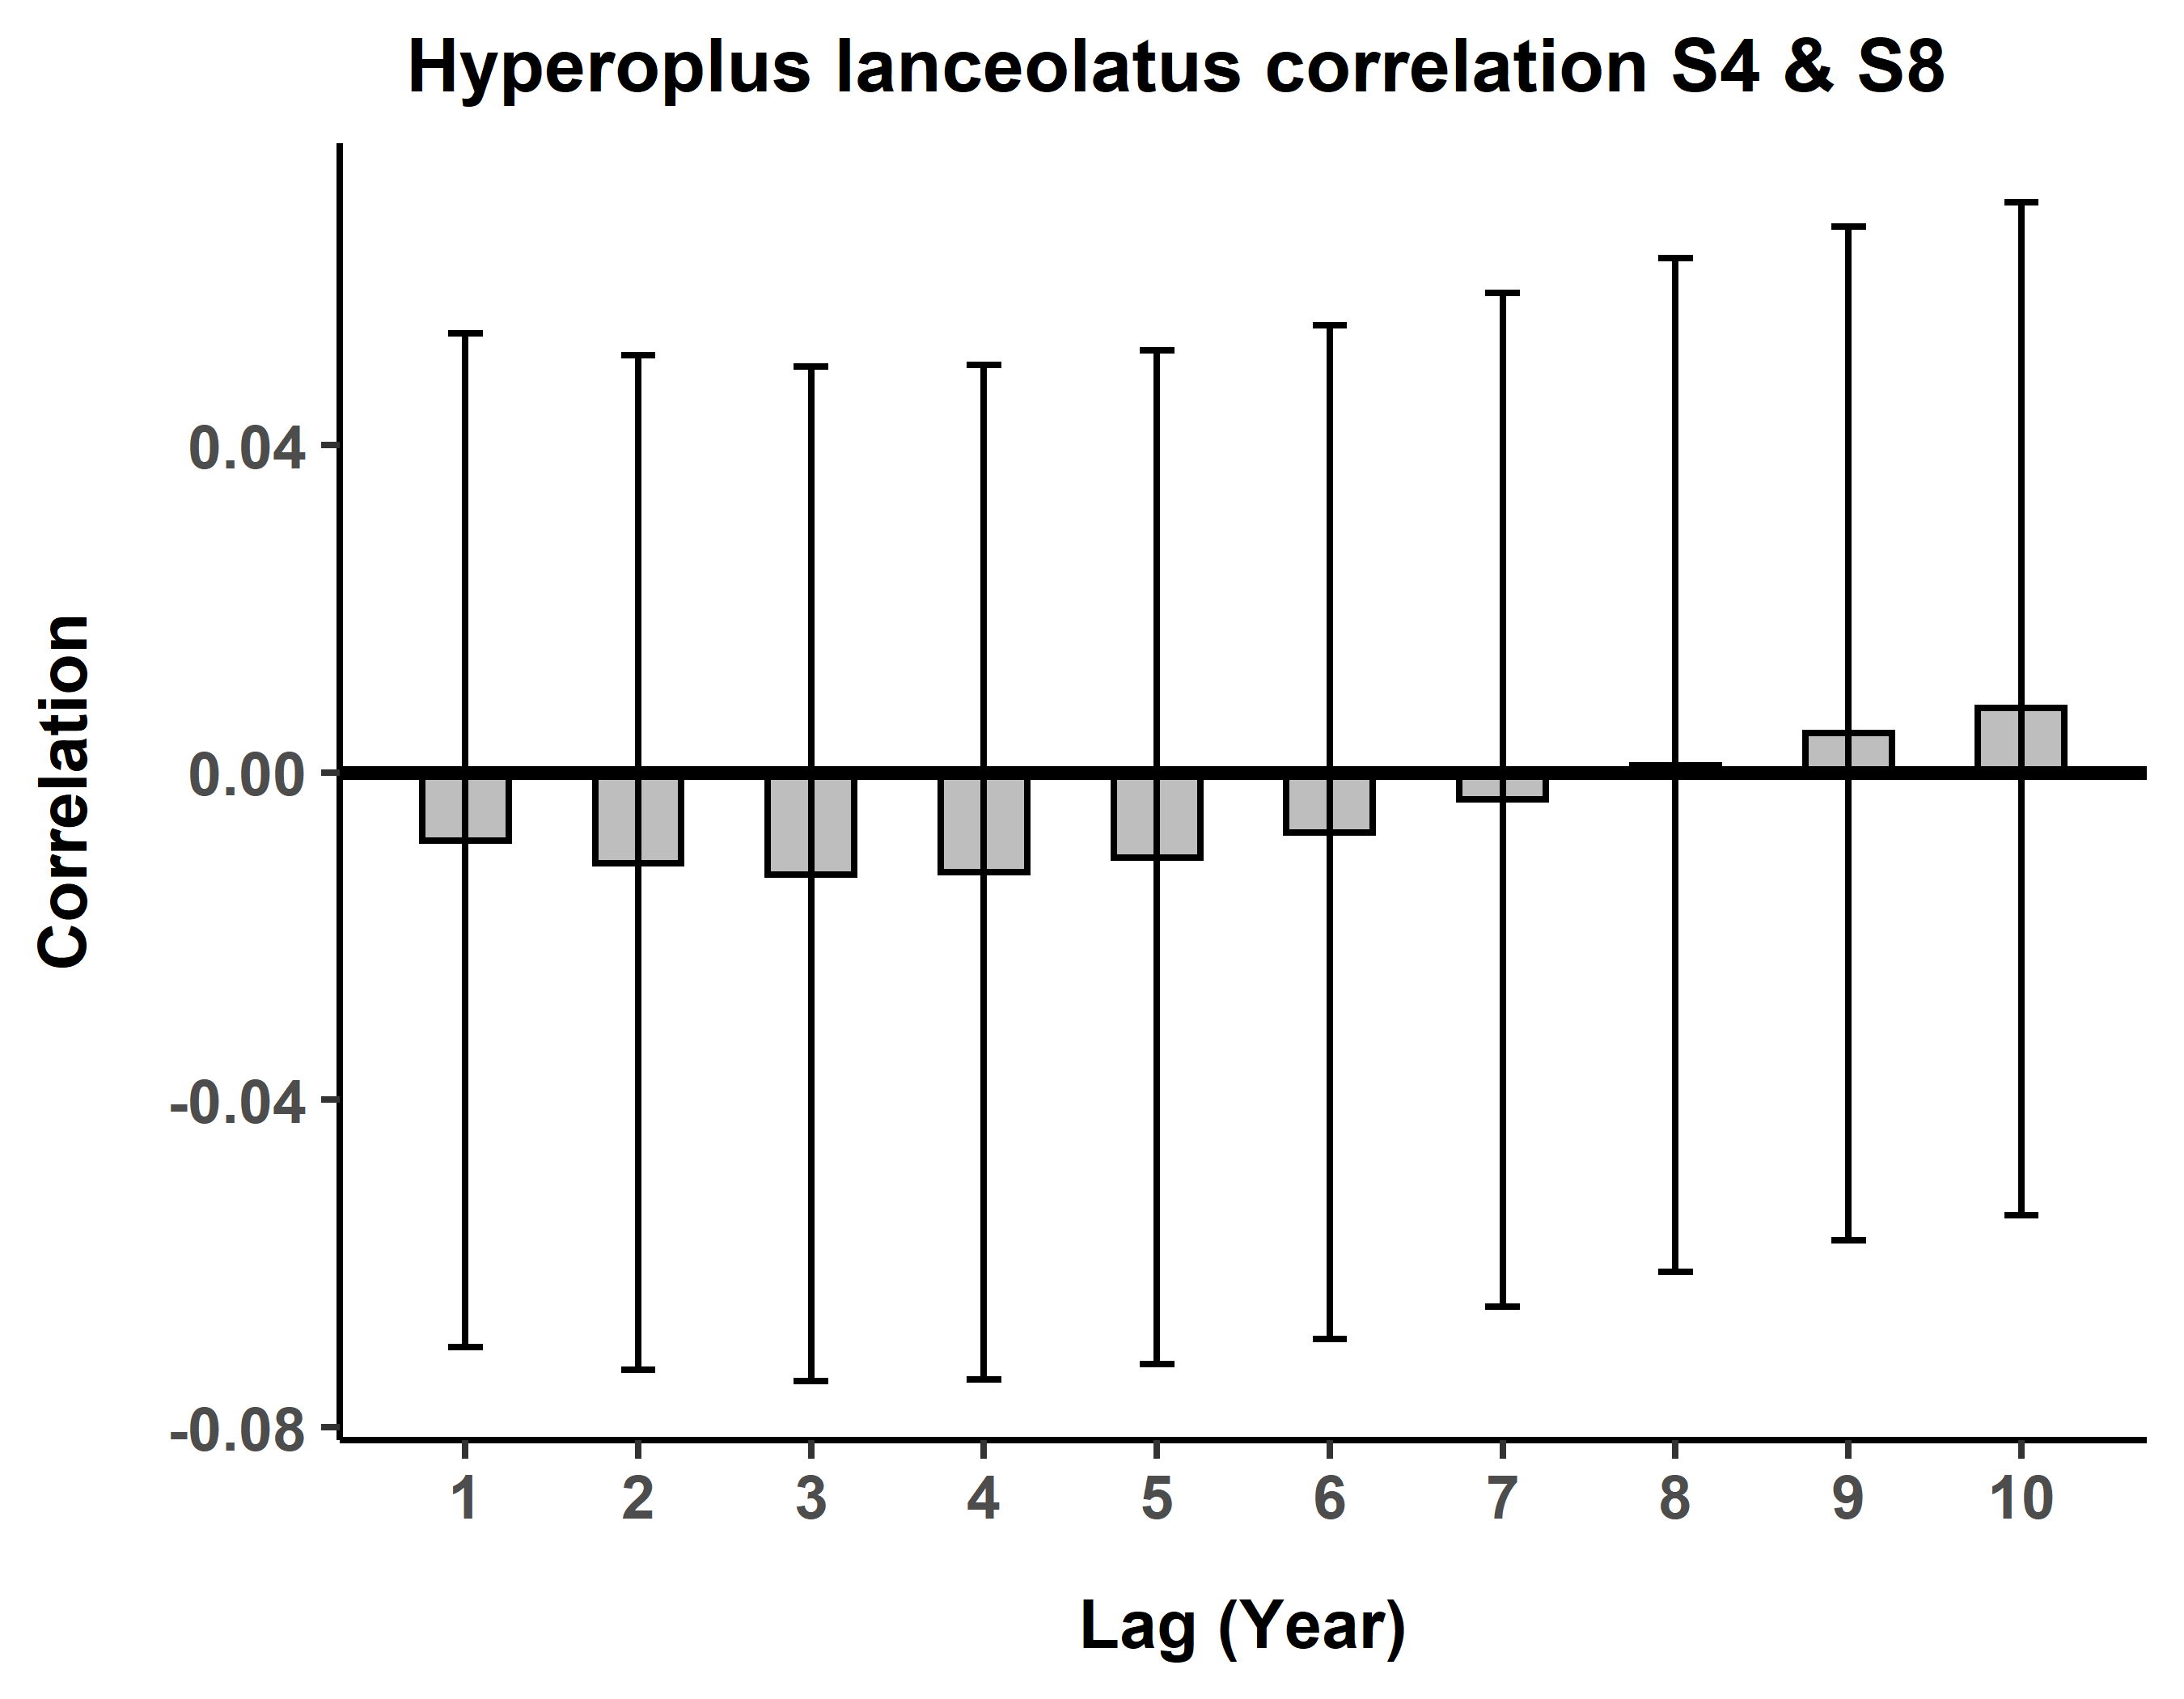 Hyperoplus lanceolatus correlation S4 & S8
Correlation
0.04
0.00
-0.04
-0.08
1 2 3 4 5 6 7 8 9 10
Lag (Year)